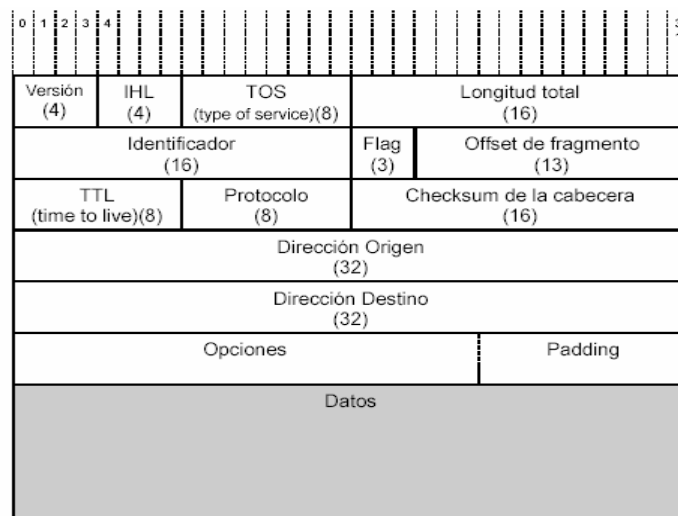 0 1 2 3 4 3
Versión IHL TOS Longitud total
(4) (4) (type of service)(8) (16)
Identificador Flag Offset de fragmento
(16) (3) (13)
TTL Protocolo Checksum de la cabecera
(time to live)(8) (8) (16)
Dirección Origen
(32)
Dirección Destino
(32)
Opciones Padding
Datos